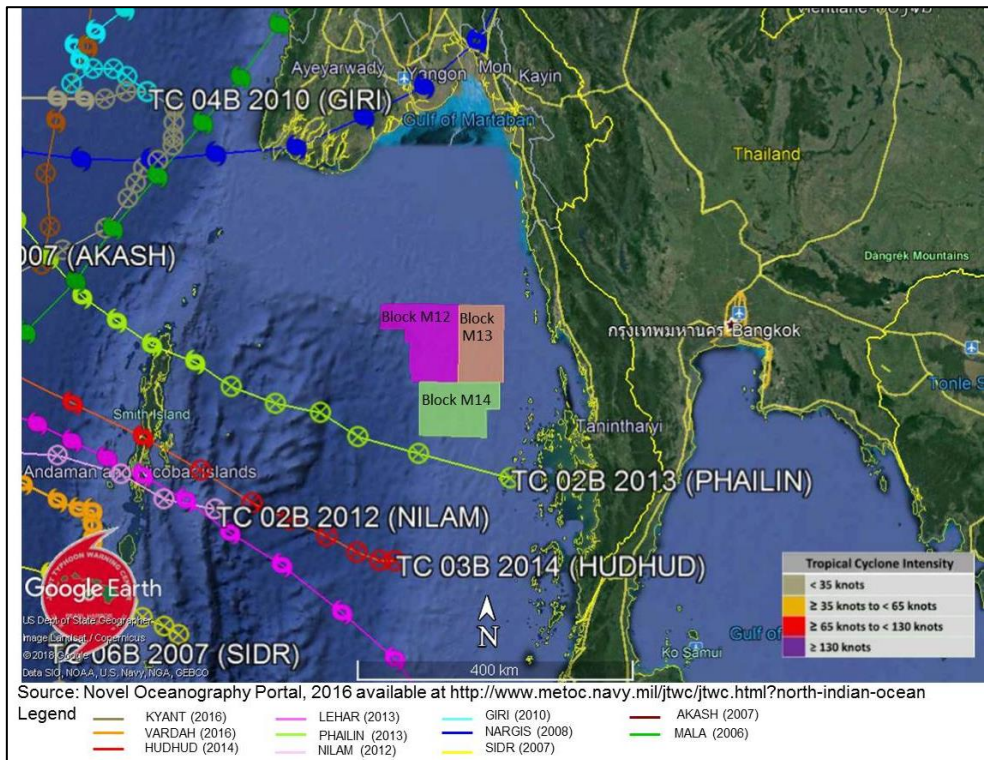 Vientiane
Ayeyarwady
Yangon
Mon
Kayin
TC 04B 2010 (GIRI)
Gulf of Martaban
Thailand
007 (AKASH)
Dângrêk Mountains
Block M12
Block
M13
กรุงเทพมหานคร Bangkok
Tonle S
Block M14
Smith Island
Tanintharyi
Andaman and Nicobar Islands
TC 02B 2013 (PHAILIN)
TC 02B 2012 (NILAM)
TC 03B 2014 (HUDHUD)
Tropical Cyclone Intensity
< 35 knots
≥ 35 knots to < 65 knots
≥ 65 knots to < 130 knots
≥ 130 knots
Google Earth
US Dept of State Geographer
Image Landsat / Copernicus
© 2018 Google
Data SIO, NOAA, U.S. Navy, NGA, GEBCO
TC 06B 2007 (SIDR)
N
400 km
Gulf of
Ko Samui
Source: Novel Oceanography Portal, 2016 available at http://www.metoc.navy.mil/jtwc/jtwc.html?north-indian-ocean
Legend
KYANT (2016)
LEHAR (2013)
GIRI (2010)
AKASH (2007)
VARDAH (2016)
PHAILIN (2013)
NARGIS (2008)
MALA (2006)
HUDHUD (2014)
NILAM (2012)
SIDR (2007)